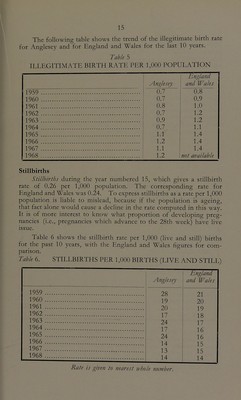 15
The following table shows the trend of the illegitimate birth rate
for Anglesey and for England and Wales for the last 10 years.
Table 5
ILLEGITIMATE BIRTH RATE PER 1,000 POPULATION
Anglesey England and Wales
1959 0.7 0.8
1960 0.7 0.9
1961 0.8 1.0
1962 0.7 1.2
1963 0.9 1.2
1964 0.7 1.1
1965 1.1 1.4
1966 1.2 1.4
1967 1.1 1.4
1968 1.2 not available
Stillbirths
Stillbirths during the year numbered 15, which gives a stillbirth
rate of 0.26 per 1,000 population. The corresponding rate for
England and Wales was 0.24. To express stillbirths as a rate per 1,000
population is liable to mislead, because if the population is ageing,
that fact alone would cause a decline in the rate computed in this way.
It is of more interest to know what proportion of developing preg-
nancies (i.e., pregnancies which advance to the 28th week) have live
issue.
Table 6 shows the stillbirth rate per 1,000 (live and still) births
for the past 10 years, with the England and Wales figures for com-
parison.
Table 6. STILLBIRTHS PER 1,000 BIRTHS (LIVE AND STILL)
Anglesey England and Wales
1959 28 21
1960 19 20
1961 20 19
1962 17 18
1963 24 17
1964 17 16
1965 24 16
1966 14 15
1967 13 15
1968 14 14
Rate is given to nearest whole number.